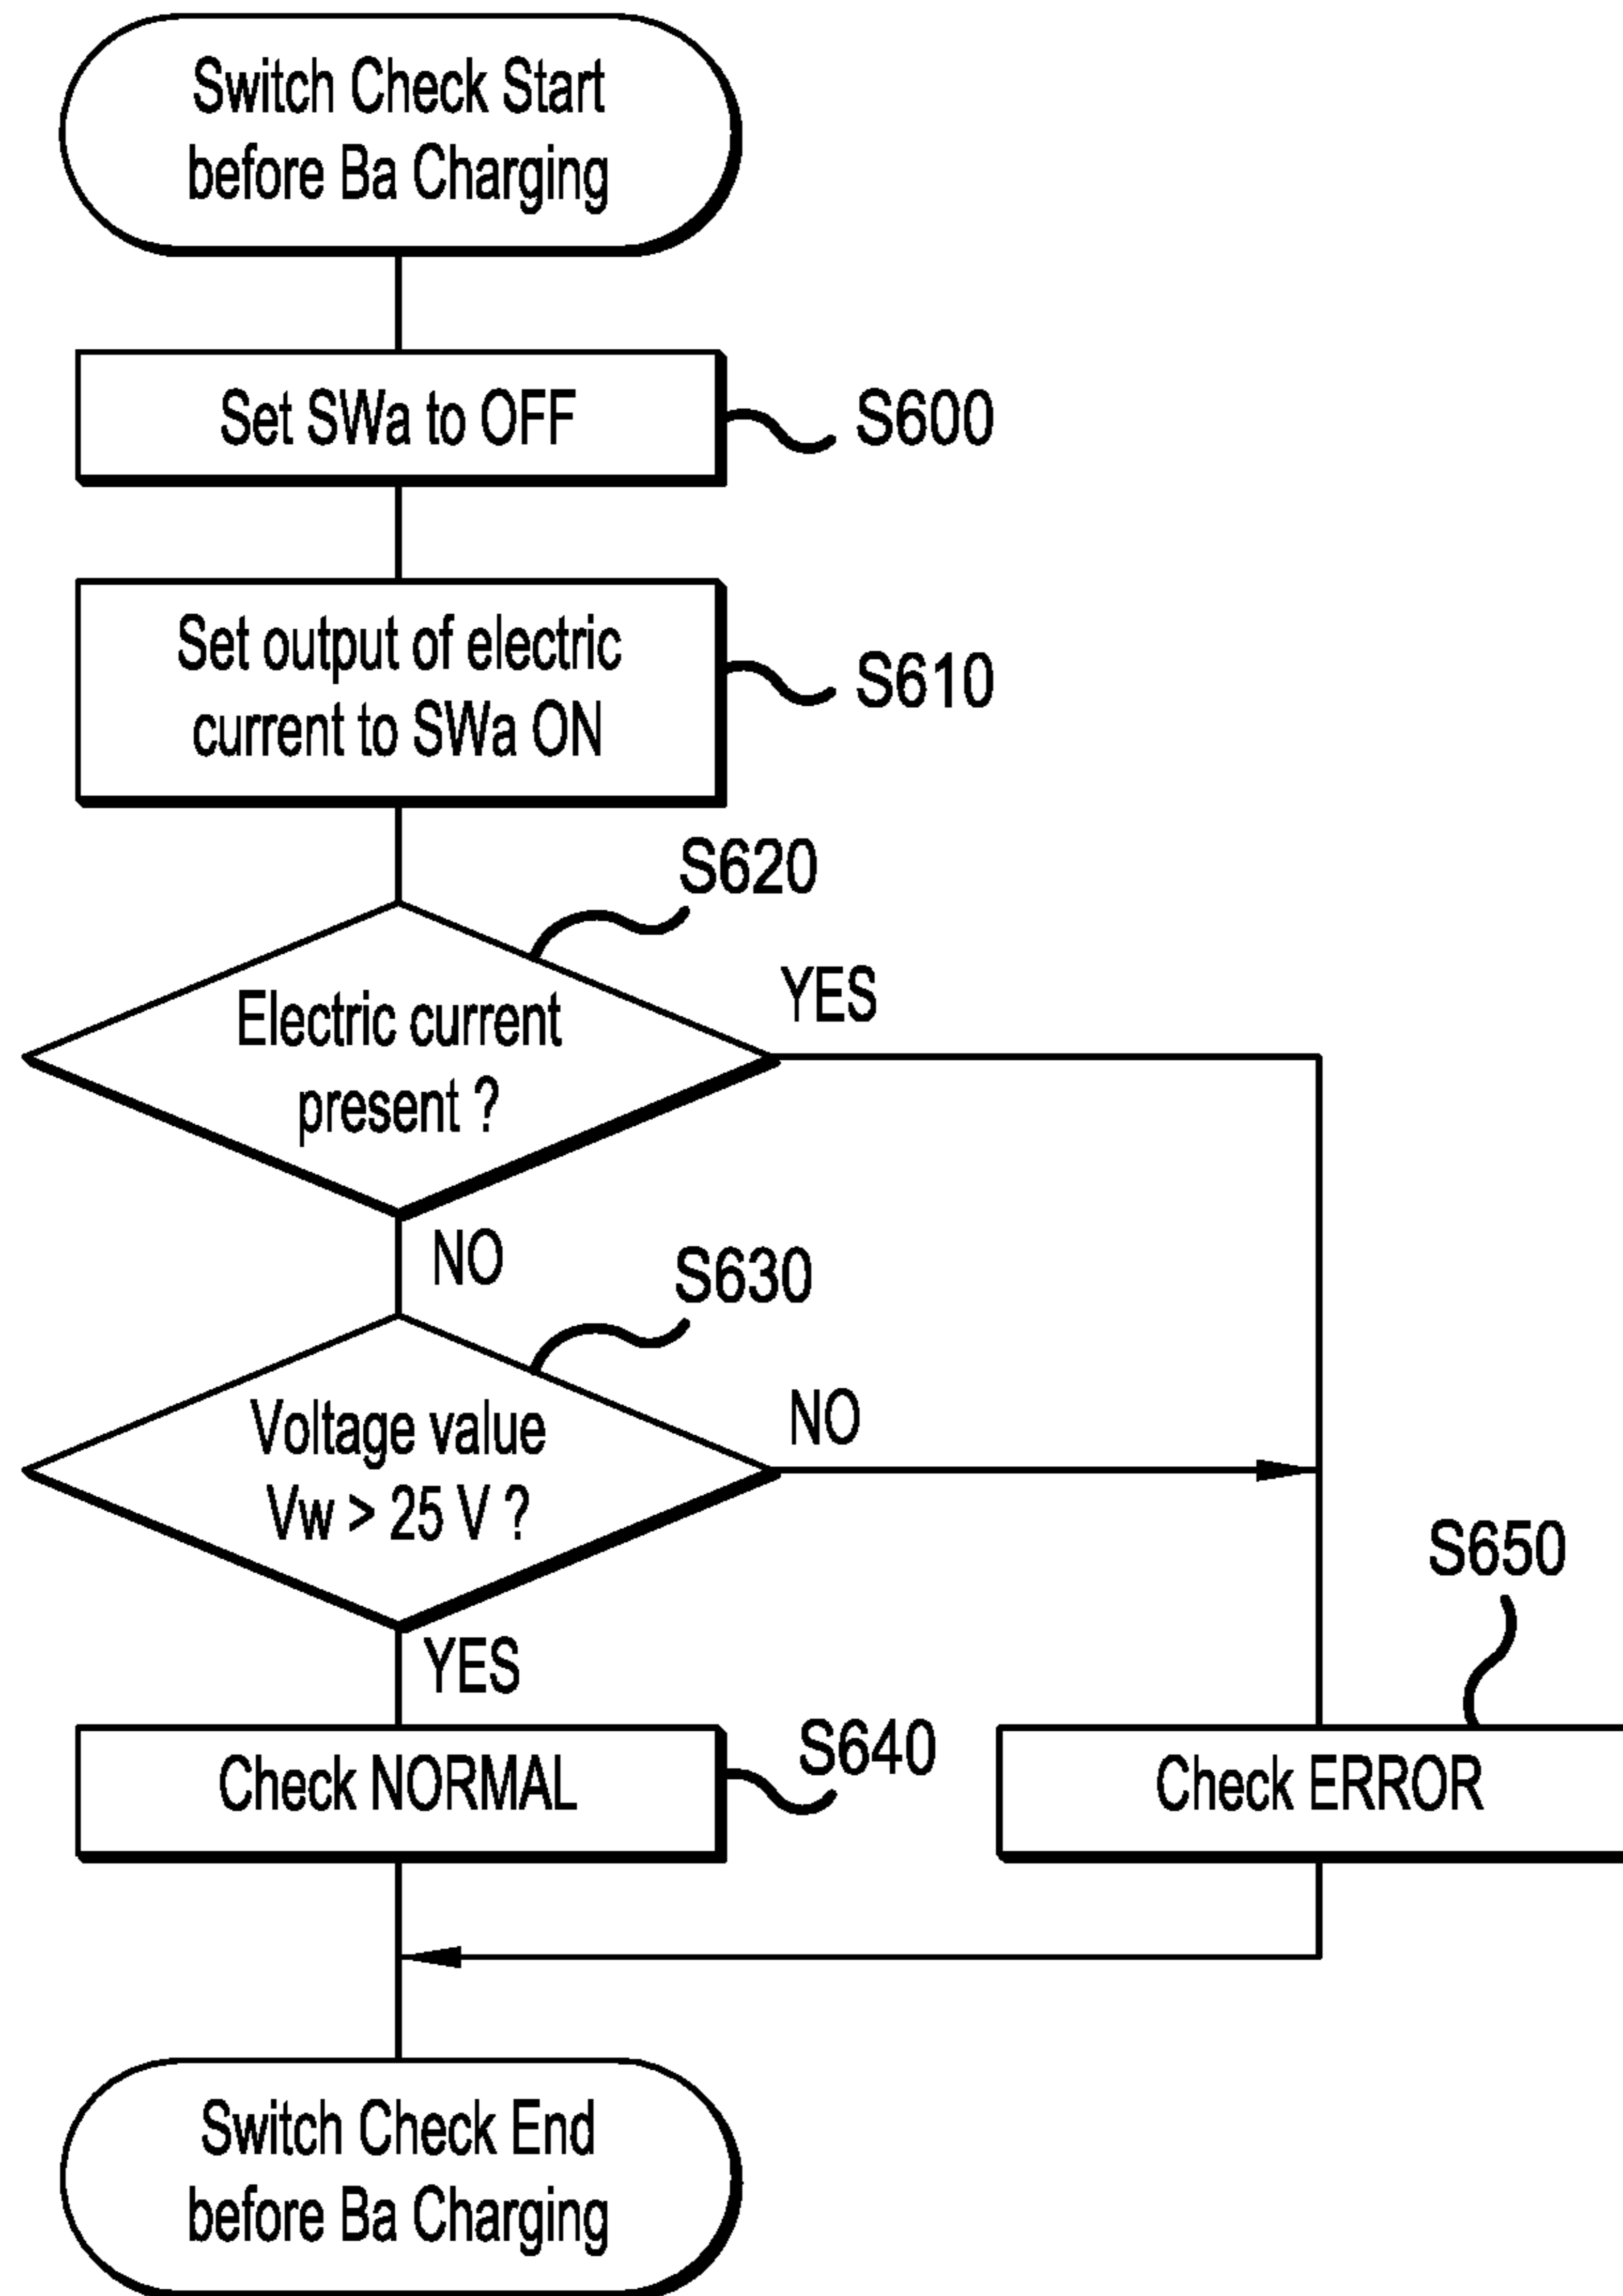 Switch Check Start
before Ba Charging
Set SWa to OFF
S600
Set output of electric
current to SWa ON
S610
S620
Electric current
present ?
YES
NO
S630
Voltage value
Vw > 25 V ?
NO
YES
S650
Check NORMAL
S640
Check ERROR
Switch Check End
before Ba Charging